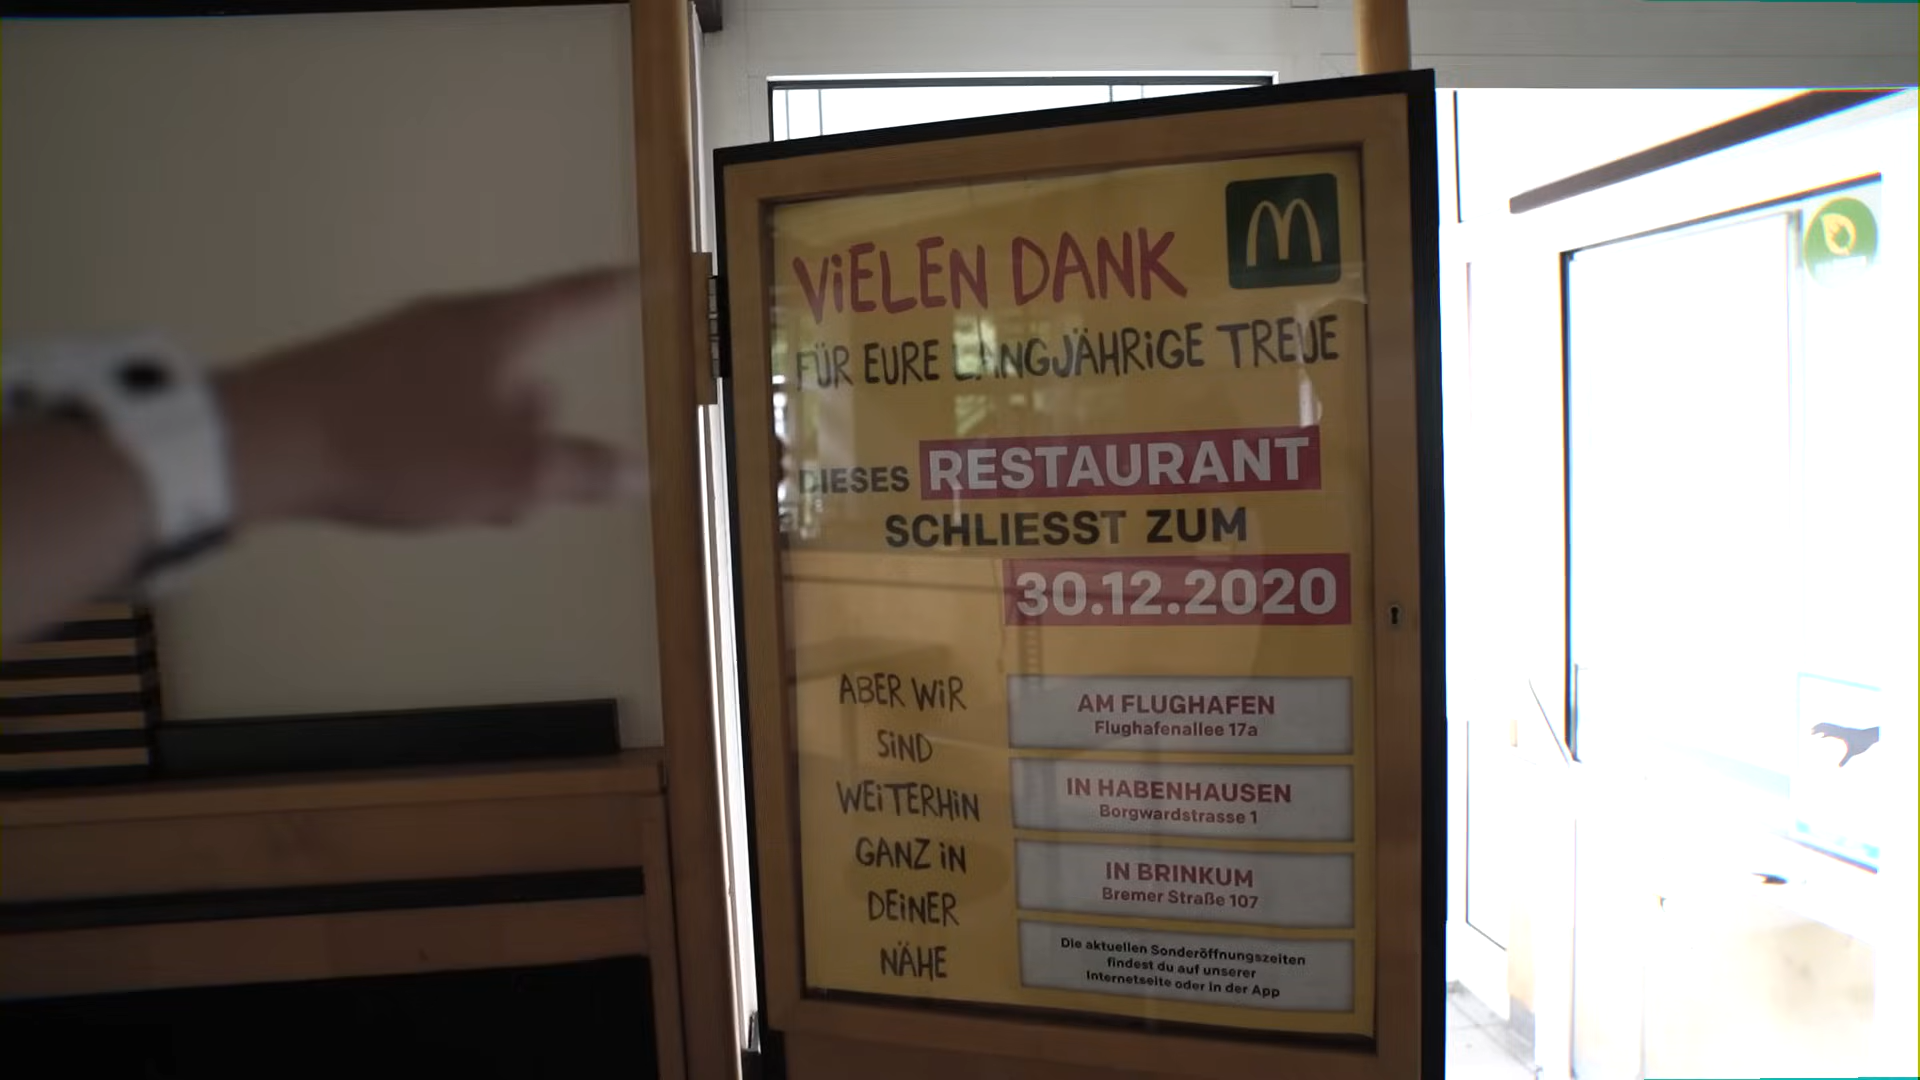 ViELEN DANK
FÜR EURE LANGJÄHRiGE TREUE
DIESES RESTAURANT
SCHLIESST ZUM
30.12.2020
ABER WiR
SiND
WEiTERHiN
GANZ iN
DEiNER
NÄHE
AM FLUGHAFEN
Flughafenallee 17a
IN HABENHAUSEN
Borgwardstrasse 1
IN BRINKUM
Bremer Straße 107
Die aktuellen Sonderöffnungszeiten
findest du auf unserer
Internetseite oder in der App